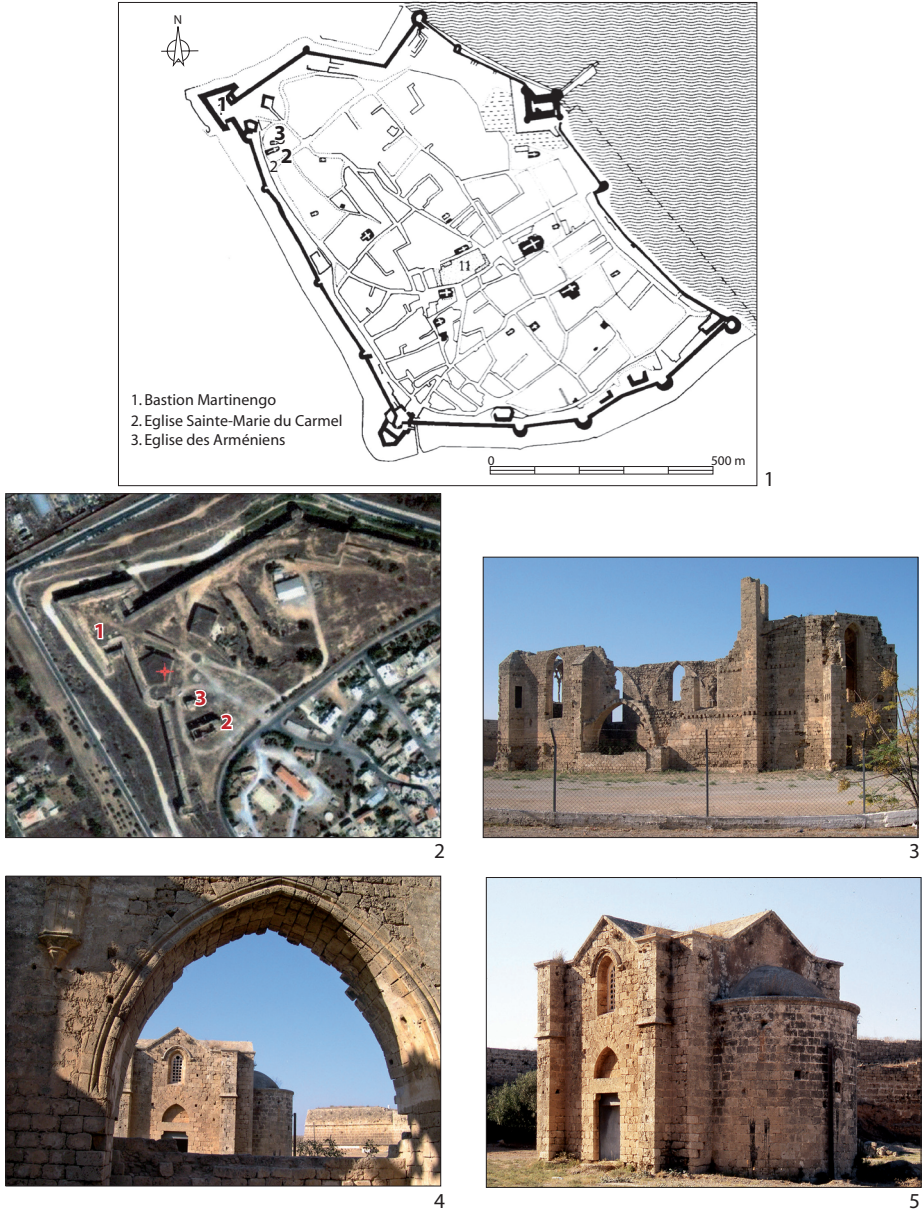 N
1
3
2
2
11
1. Bastion Martinengo
2. Eglise Sainte-Marie du Carmel
3. Eglise des Arméniens
0
500 m
1
1
3
2
2
3
4
5